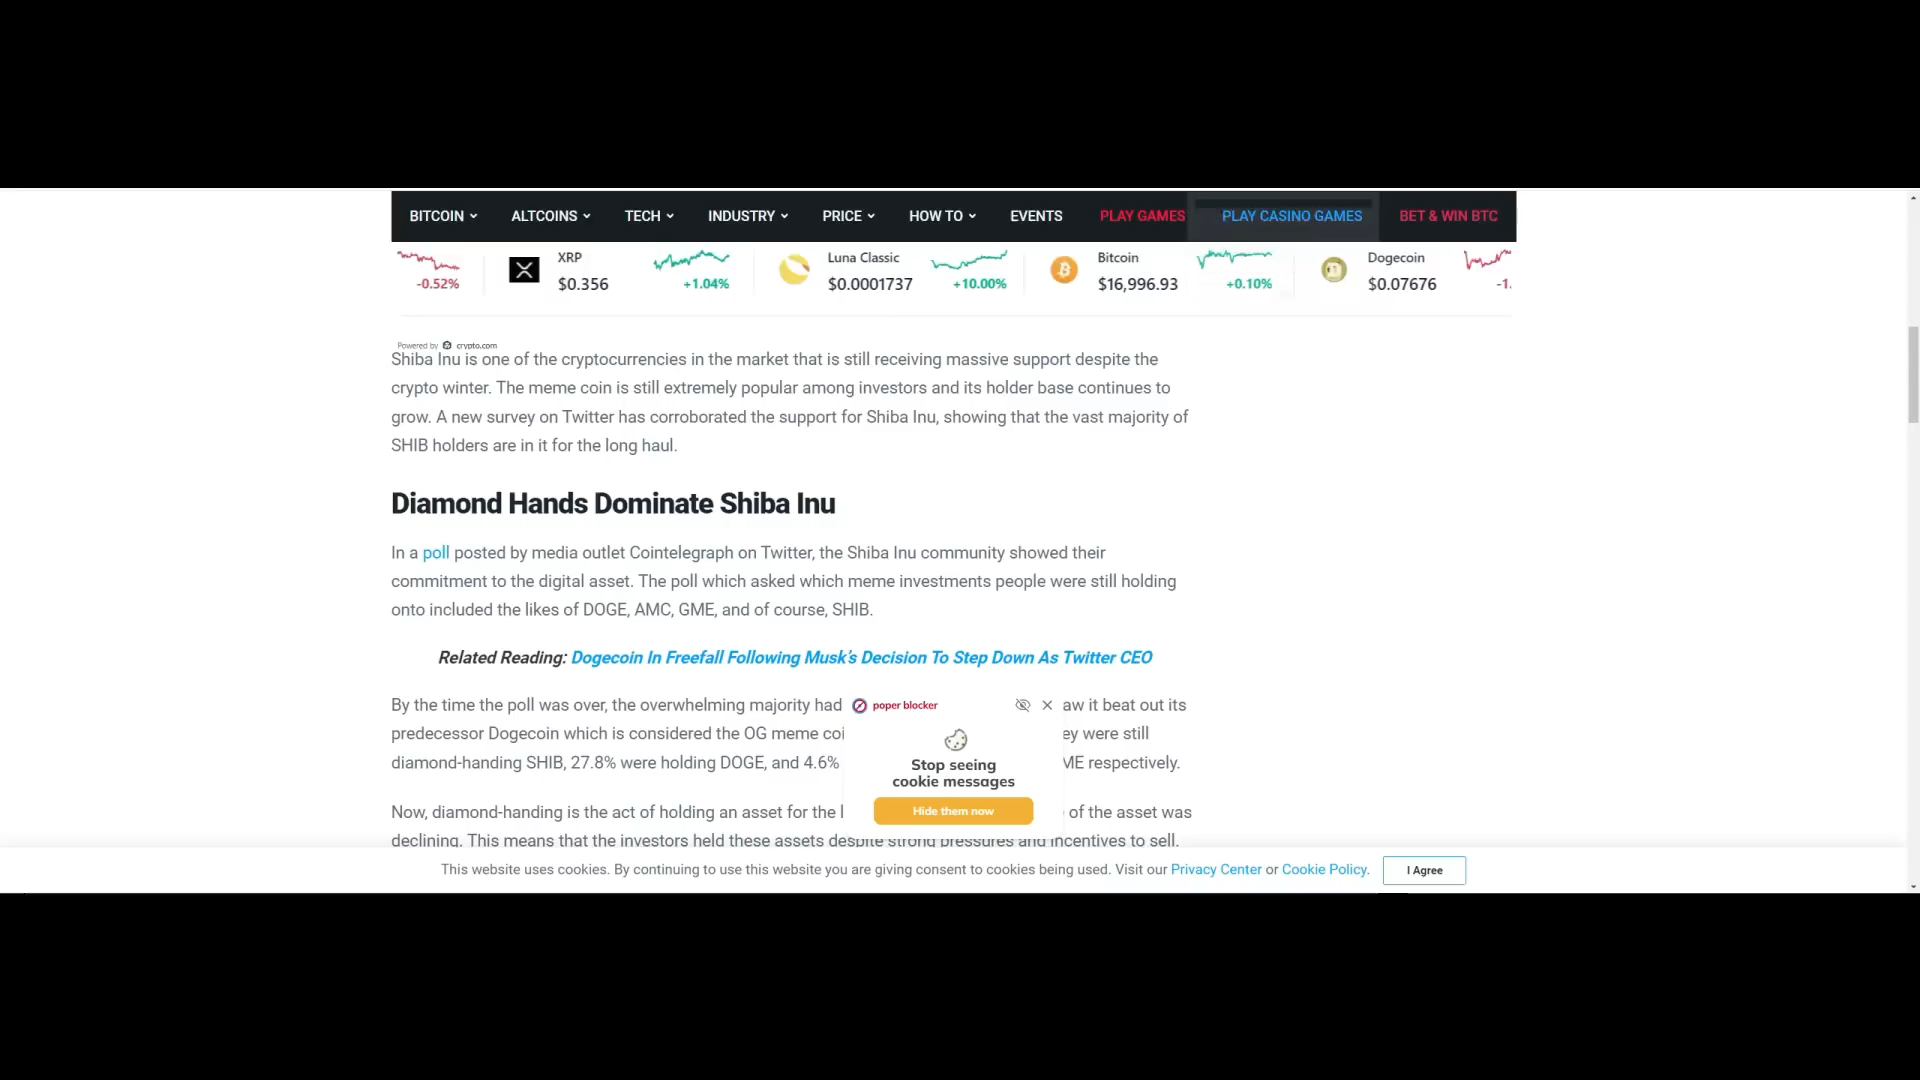 BITCOIN ALTCOINS TECH INDUSTRY PRICE HOW TO EVENTS PLAY GAMES PLAY CASINO GAMES BET & WIN BTC
XRP Luna Classic Bitcoin Dogecoin
-0.52% $0.356 +1.04% $0.0001737 +10.00% $16,996.93 +0.10% $0.07676 -1.
Powered by crypto.com
Shiba Inu is one of the cryptocurrencies in the market that is still receiving massive support despite the
crypto winter. The meme coin is still extremely popular among investors and its holder base continues to
grow. A new survey on Twitter has corroborated the support for Shiba Inu, showing that the vast majority of
SHIB holders are in it for the long haul.
Diamond Hands Dominate Shiba Inu
In a poll posted by media outlet Cointelegraph on Twitter, the Shiba Inu community showed their
commitment to the digital asset. The poll which asked which meme investments people were still holding
onto included the likes of DOGE, AMC, GME, and of course, SHIB.
Related Reading: Dogecoin In Freefall Following Musk's Decision To Step Down As Twitter CEO
By the time the poll was over, the overwhelming majority had aw it beat out its
predecessor Dogecoin which is considered the OG meme coi ey were still
diamond-handing SHIB, 27.8% were holding DOGE, and 4.6% ME respectively.
Now, diamond-handing is the act of holding an asset for the l of the asset was
declining. This means that the investors held these assets despite strong pressures and incentives to sell.
poper blocker
Stop seeing
cookie messages
Hide them now
This website uses cookies. By continuing to use this website you are giving consent to cookies being used. Visit our Privacy Center or Cookie Policy. I Agree